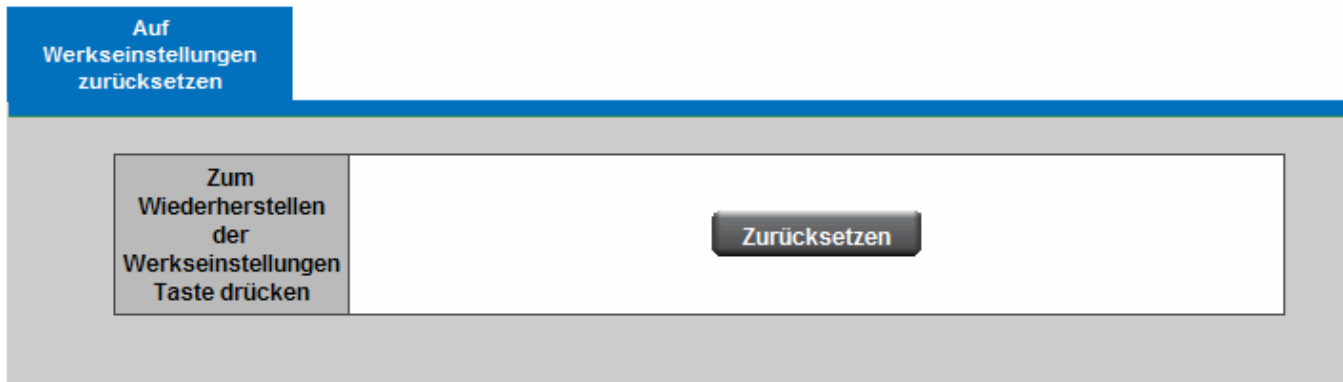 Auf
Werkseinstellungen
zurücksetzen
Zum
Wiederherstellen
der
Werkseinstellungen
Taste drücken
Zurücksetzen